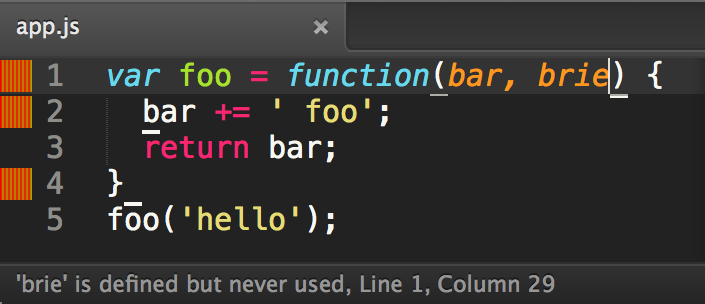 app.js ×
1 var foo = function(bar, brie) {
2 bar += ' foo';
3 return bar;
4 }
5 foo('hello');
'brie' is defined but never used, Line 1, Column 29